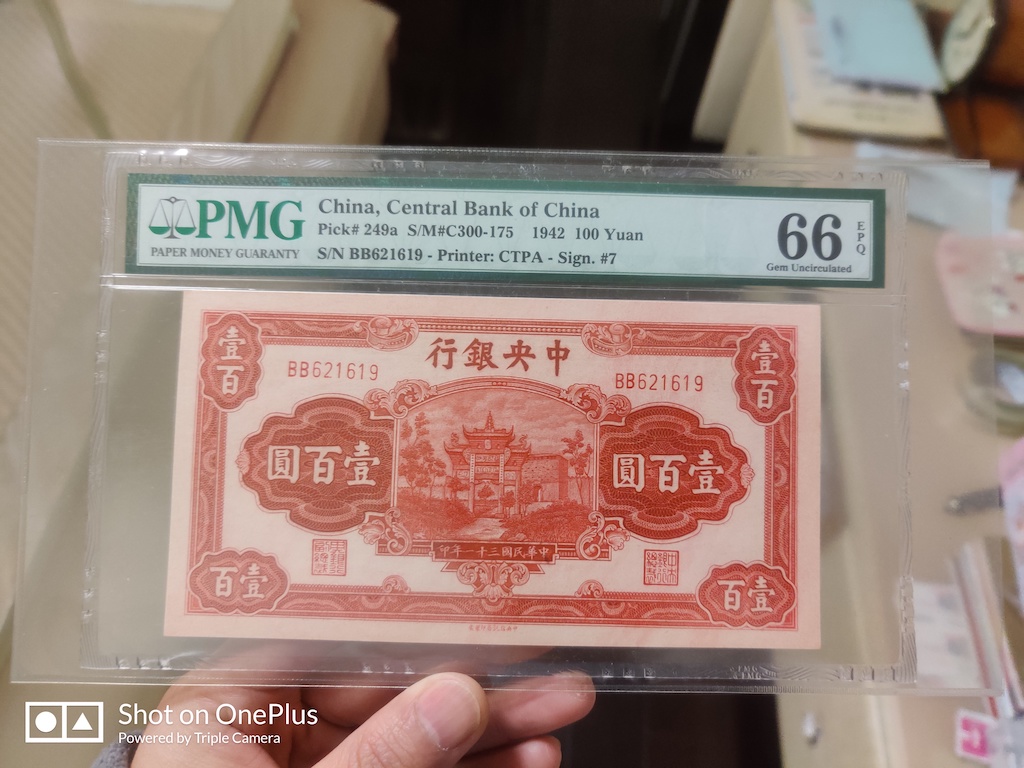 PMG
PAPER MONEY GUARANTY
China, Central Bank of China
Pick# 249a S/M#C300-175 1942 100 Yuan
S/N BB621619 - Printer: CTPA - Sign. #7
66
EPQ
Gem Uncirculated
壹百
行銀央中
壹百
BB621619
BB621619
圓百壹
圓百壹
印年一十三國民華中
百壹
百壹
Shot on OnePlus
Powered by Triple Camera